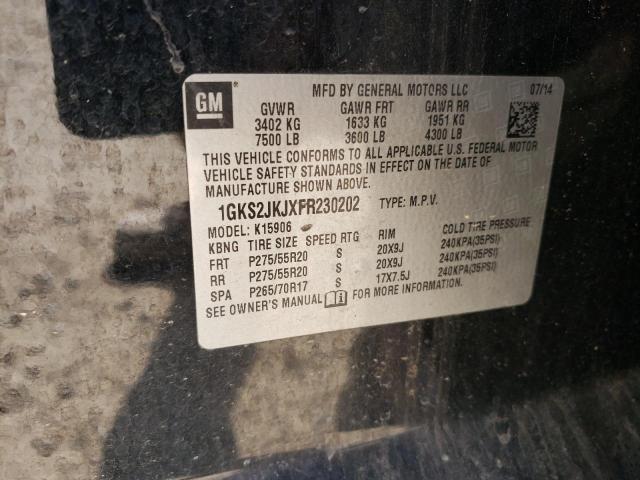 GM
MFD BY GENERAL MOTORS LLC 07/14
GVWR GAWR FRT GAWR RR
3402 KG 1633 KG 1951 KG
7500 LB 3600 LB 4300 LB
THIS VEHICLE CONFORMS TO ALL APPLICABLE U.S. FEDERAL MOTOR
VEHICLE SAFETY STANDARDS IN EFFECT ON THE DATE OF
MANUFACTURE SHOWN ABOVE.
1GKS2JKJXFR230202 TYPE: M.P.V.
MODEL: K15906
KBNG TIRE SIZE SPEED RTG RIM COLD TIRE PRESSURE
FRT P275/55R20 S 20X9J 240KPA(35PSI)
RR P275/55R20 S 20X9J 240KPA(35PSI)
SPA P265/70R17 S 17X7.5J 240KPA(35PSI)
SEE OWNER'S MANUAL FOR MORE INFORMATION.